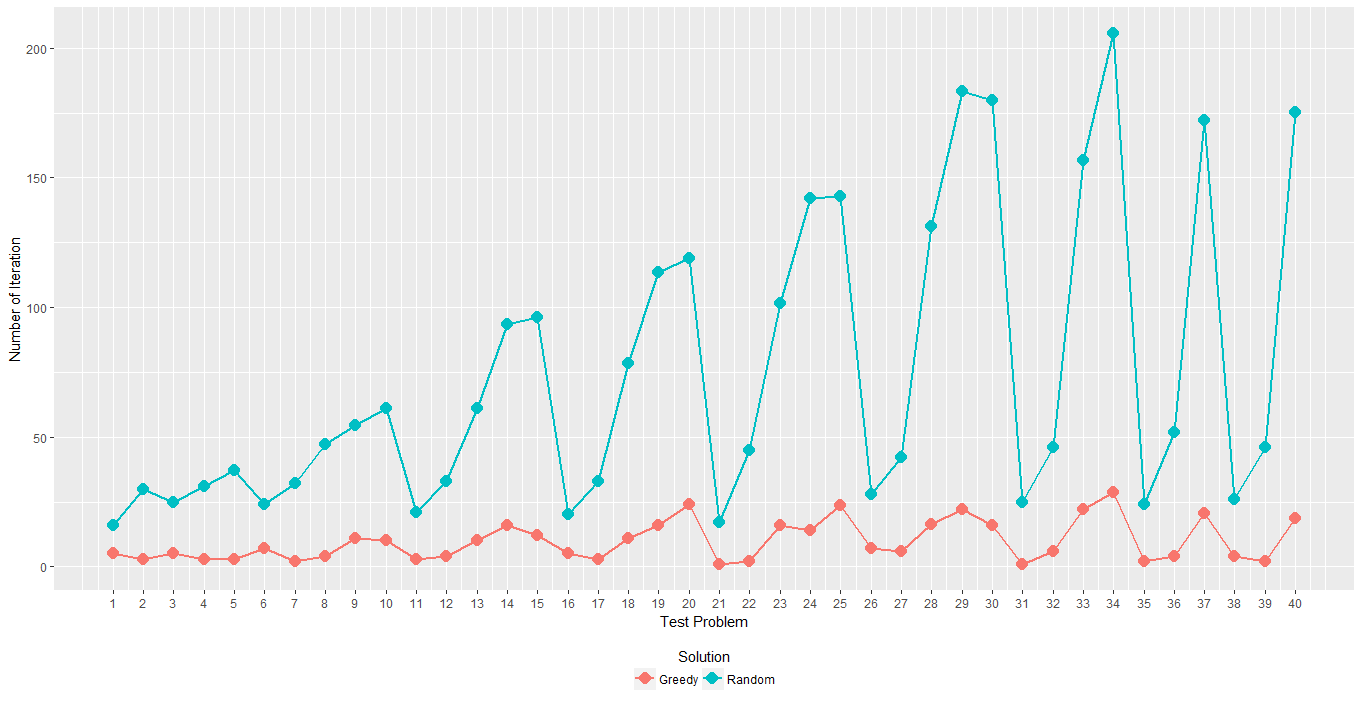 Number of Iteration
200
150
100
50
0
1 2 3 4 5 6 7 8 9 10 11 12 13 14 15 16 17 18 19 20 21 22 23 24 25 26 27 28 29 30 31 32 33 34 35 36 37 38 39 40
Test Problem
Solution
Greedy Random